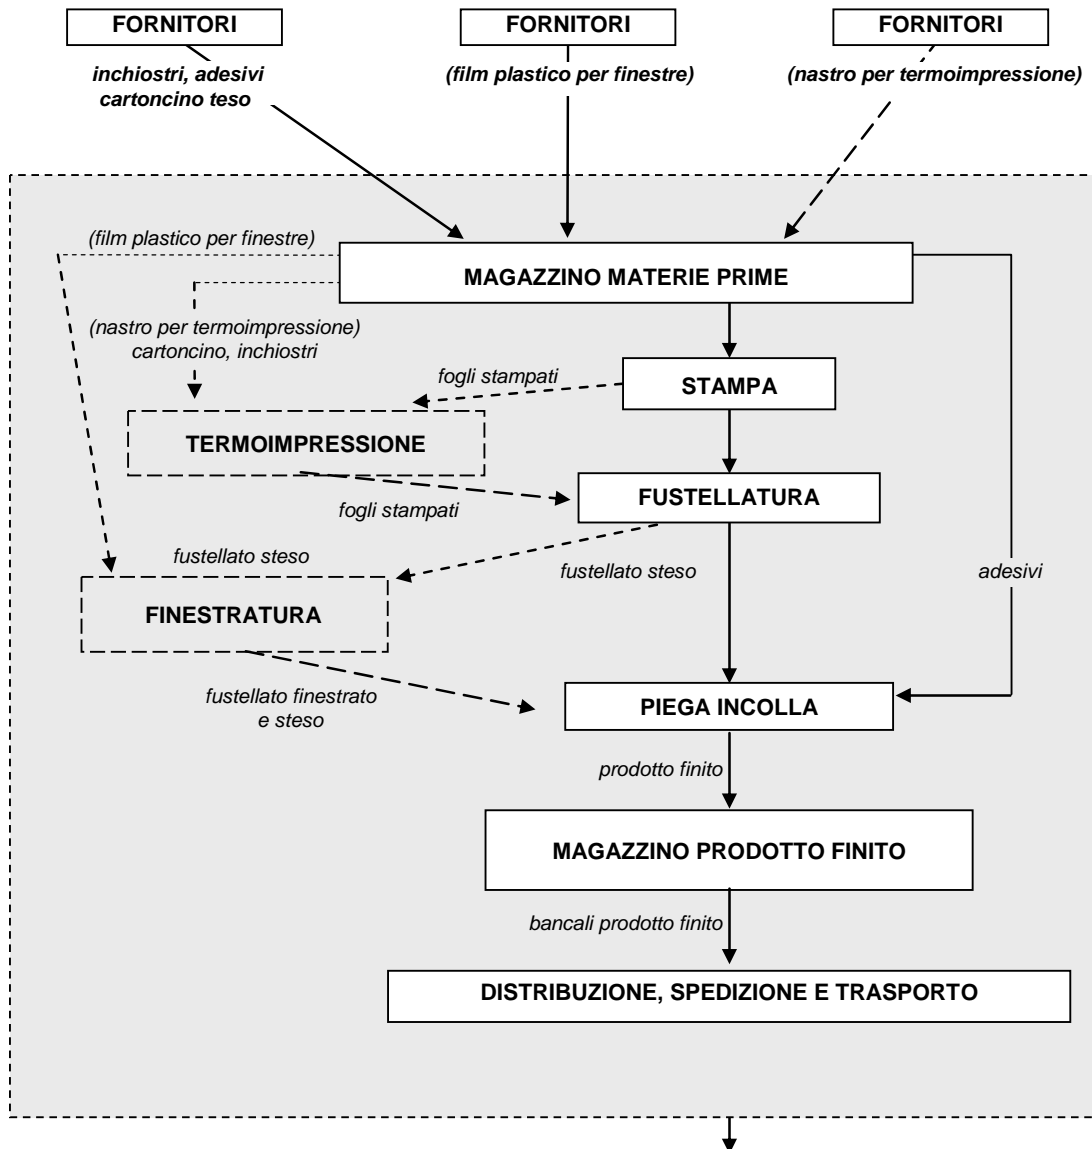 FORNITORI
FORNITORI
FORNITORI
inchiostri, adesivi
cartoncino teso
(film plastico per finestre)
(nastro per termoimpressione)
(film plastico per finestre)
MAGAZZINO MATERIE PRIME
(nastro per termoimpressione)
cartoncino, inchiostri
fogli stampati
STAMPA
TERMOIMPRESSIONE
FUSTELLATURA
fogli stampati
fustellato steso
fustellato steso
adesivi
FINESTRATURA
fustellato finestrato
e steso
PIEGA INCOLLA
prodotto finito
MAGAZZINO PRODOTTO FINITO
bancali prodotto finito
DISTRIBUZIONE, SPEDIZIONE E TRASPORTO